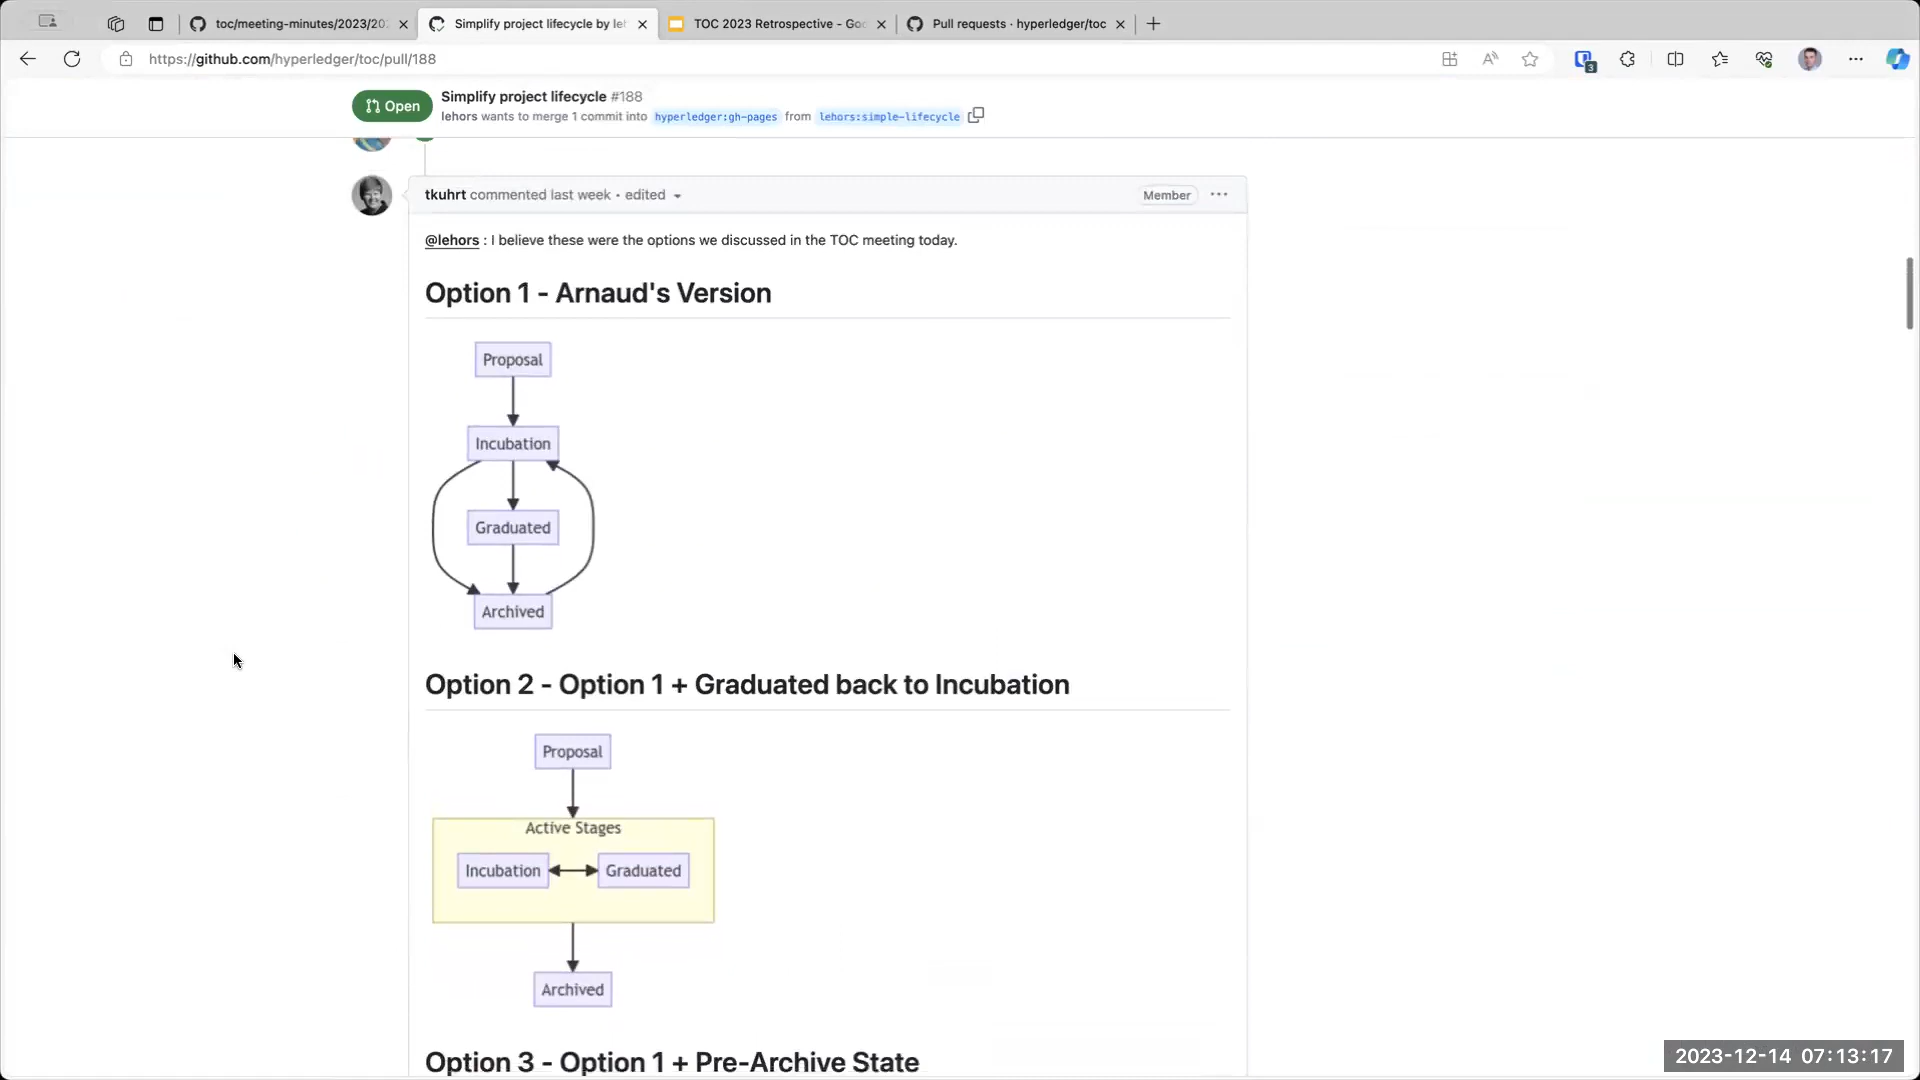 toc/meeting-minutes/2023/20
Simplify project lifecycle by le
TOC 2023 Retrospective - Goo
Pull requests · hyperledger/toc
https://github.com/hyperledger/toc/pull/188
3
Open
Simplify project lifecycle #188
lehors wants to merge 1 commit into hyperledger:gh-pages from lehors:simple-lifecycle
tkuhrt commented last week • edited
Member
@lehors : I believe these were the options we discussed in the TOC meeting today.
Option 1 - Arnaud's Version
Proposal
Incubation
Graduated
Archived
Option 2 - Option 1 + Graduated back to Incubation
Proposal
Active Stages
Incubation
Graduated
Archived
Option 3 - Option 1 + Pre-Archive State
2023-12-14 07:13:17